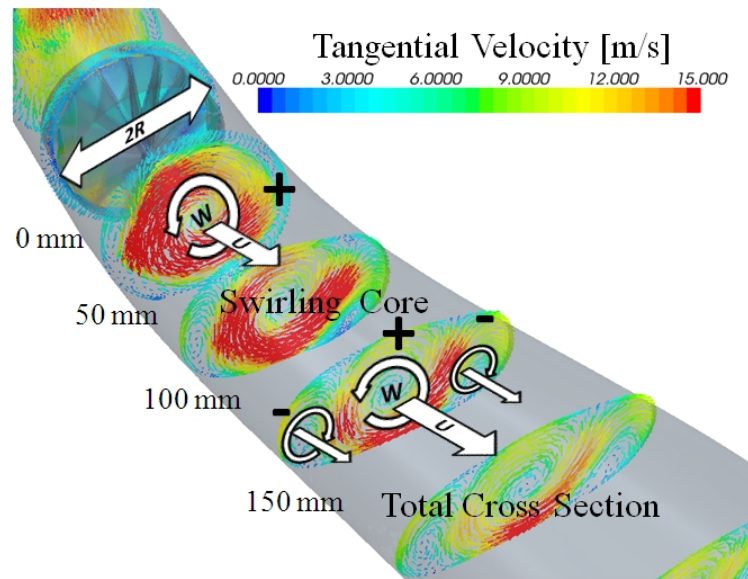 Tangential Velocity [m/s]
0.0000 3.0000 6.0000 9.0000 12.000 15.000
2R
+
W
U
0 mm
50 mm
Swirling Core
+ -
W
U
-
100 mm
150 mm
Total Cross Section